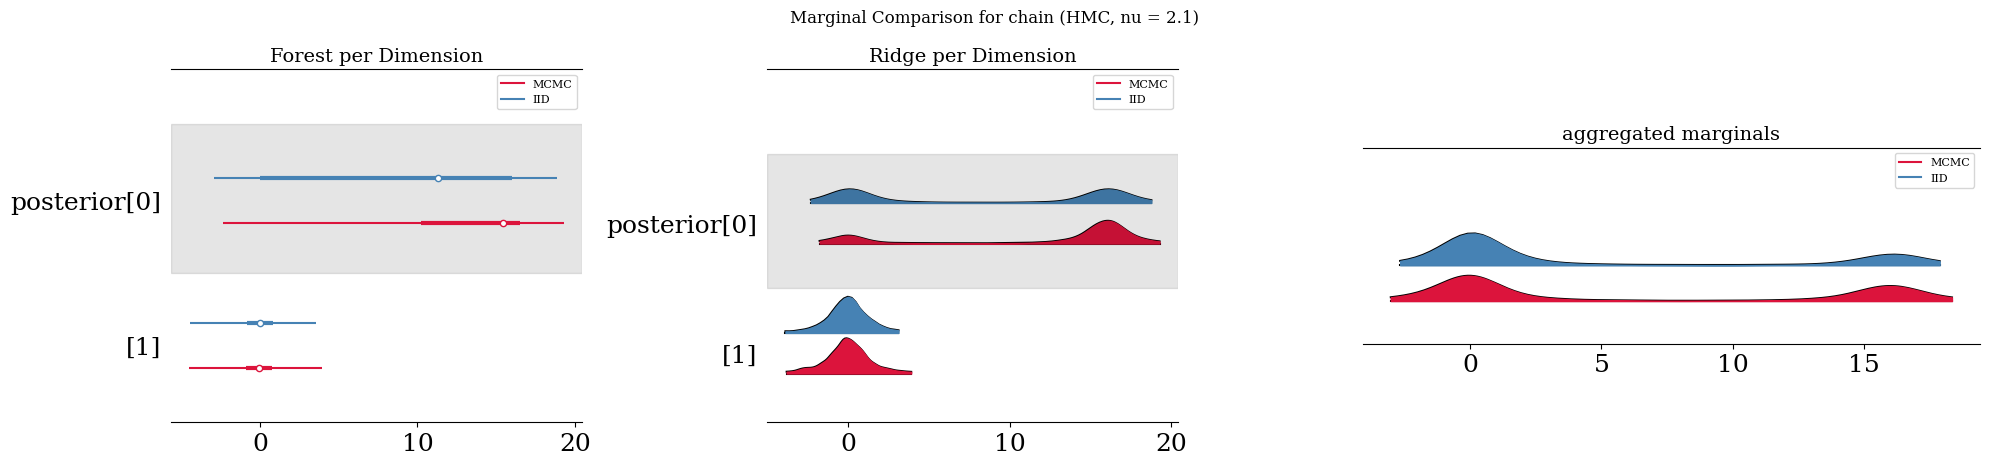 Marginal Comparison for chain (HMC, nu = 2.1)
Forest per Dimension
MCMC
IID
posterior[0]
[1]
0 10 20
Ridge per Dimension
MCMC
IID
posterior[0]
[1]
0 10 20
aggregated marginals
MCMC
IID
0 5 10 15